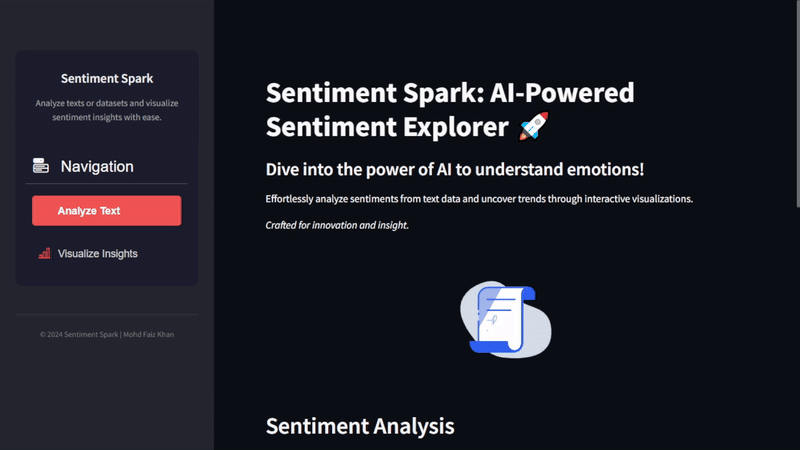 Sentiment Spark
Analyze texts or datasets and visualize
sentiment insights with ease.
Navigation
Analyze Text
Visualize Insights
© 2024 Sentiment Spark | Mohd Faiz Khan
Sentiment Spark: AI-Powered
Sentiment Explorer 🚀
Dive into the power of AI to understand emotions!
Effortlessly analyze sentiments from text data and uncover trends through interactive visualizations.
Crafted for innovation and insight.
Sentiment Analysis